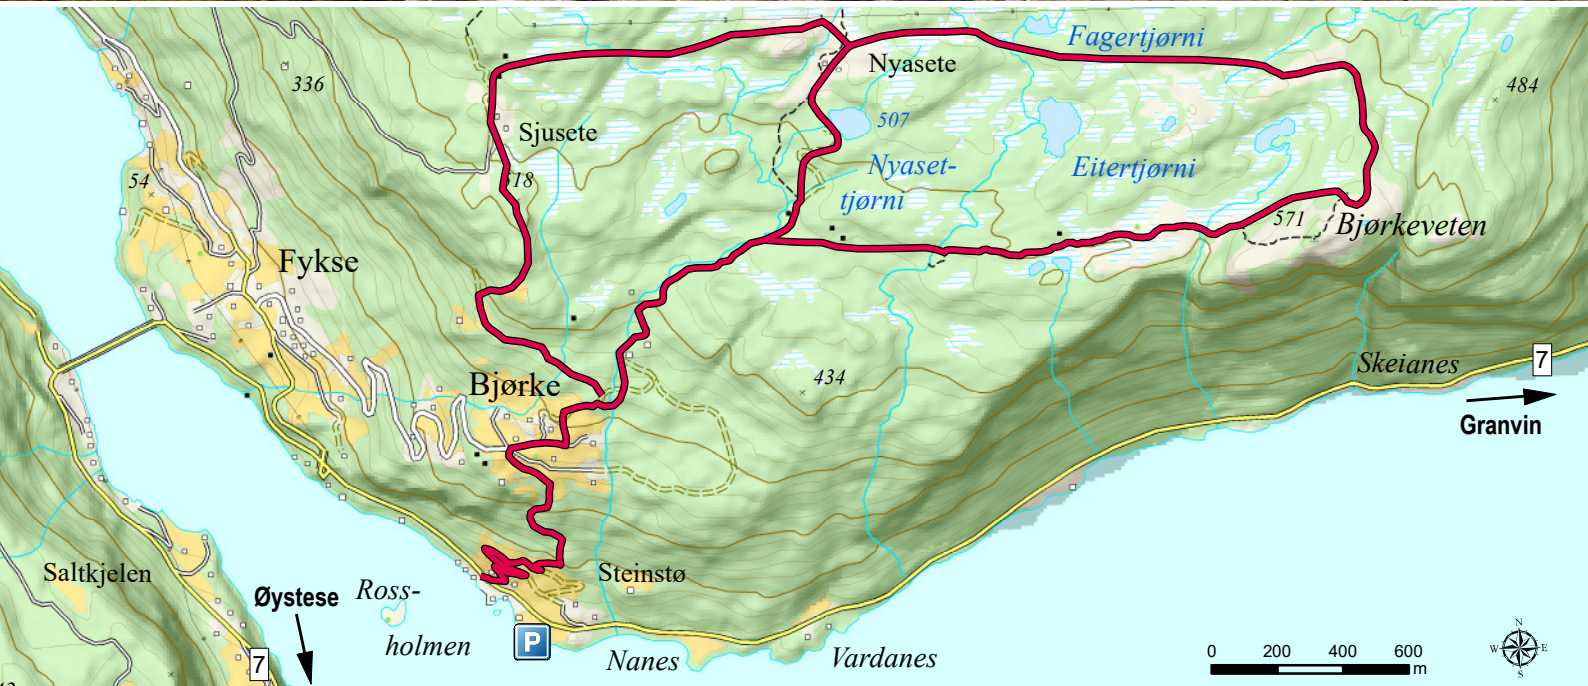 Fagertjørni
Nyasete
336
484
507
Sjusete
Nyaset-
tjørni
Eitertjørni
54
18
571
Bjørkeveten
Fykse
Skeianes
7
434
Bjørke
Granvin
Saltkjelen
Steinstø
Øystese
Ross-
holmen
P
7
Nanes
Vardanes
0 200 400 600
m
N
W E
S